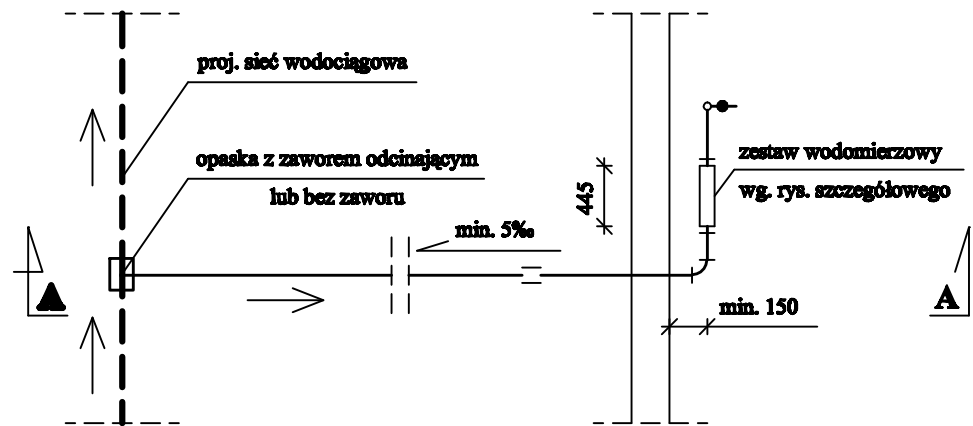 proj. sieć wodociągowa
opaska z zaworem odcinającym
lub bez zaworu
min. 5‰
445
zestaw wodomierzowy
wg. rys. szczegółowego
A
A
min. 150